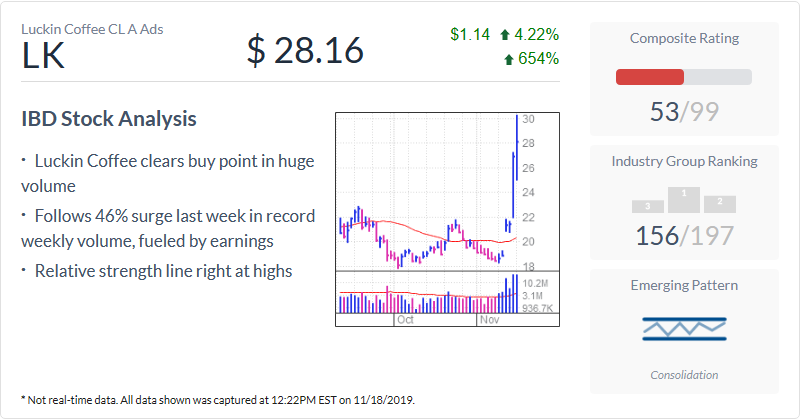 Luckin Coffee CL A Ads
LK
$ 28.16
$1.14 4.22%
654%
IBD Stock Analysis
· Luckin Coffee clears buy point in huge
volume
· Follows 46% surge last week in record
weekly volume, fueled by earnings
· Relative strength line right at highs
30
28
26
24
22
20
18
10.2M
3.1M
936.7K
Oct
Nov
Composite Rating
53/99
Industry Group Ranking
3
1
2
156/197
Emerging Pattern
Consolidation
* Not real-time data. All data shown was captured at 12:22PM EST on 11/18/2019.